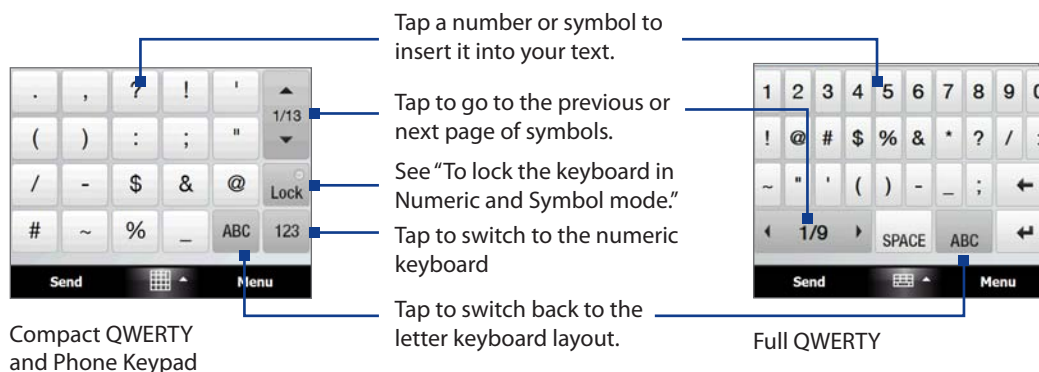 Tap a number or symbol to
insert it into your text.
Tap to go to the previous or
next page of symbols.
See “To lock the keyboard in
Numeric and Symbol mode.”
Tap to switch to the numeric
keyboard
Tap to switch back to the
letter keyboard layout.
. , ? ! '
1/13
( ) : ; "
/ - $ & @ Lock
# ~ % _ ABC 123
Send Menu
Compact QWERTY
and Phone Keypad
1 2 3 4 5 6 7 8 9
! @ # $ % & * ? /
~ " ' ( ) - _ ;
1/9 SPACE ABC
Send Menu
Full QWERTY